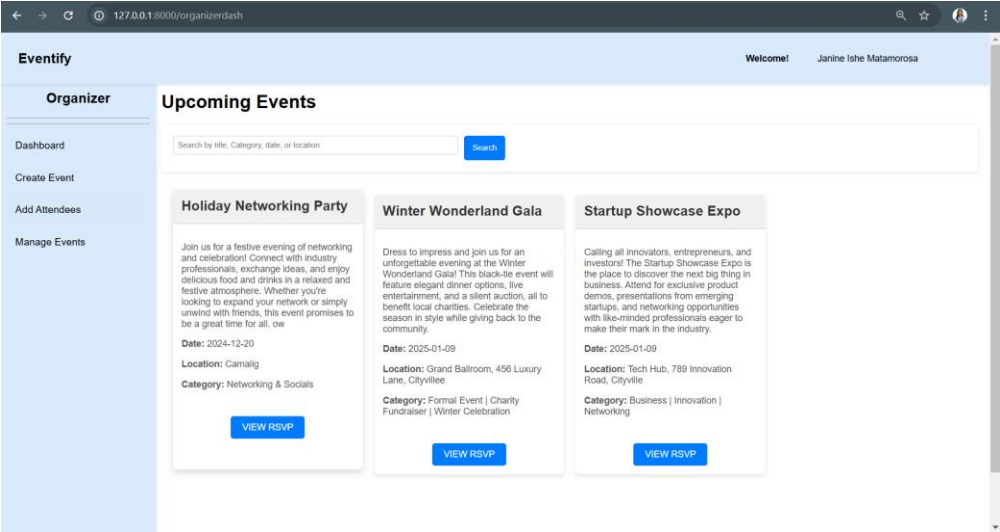 127.0.0.1:8000/organizerdash
Eventify
Welcome!
Janine Ishe Matamorosa
Organizer
Dashboard
Create Event
Add Attendees
Manage Events
Upcoming Events
Search by title, Category, date, or location
Search
Holiday Networking Party
Join us for a festive evening of networking
and celebration! Connect with industry
professionals, exchange ideas, and enjoy
delicious food and drinks in a relaxed and
festive atmosphere. Whether you're
looking to expand your network or simply
unwind with friends, this event promises to
be a great time for all. ow
Date: 2024-12-20
Location: Camalig
Category: Networking & Socials
VIEW RSVP
Winter Wonderland Gala
Dress to impress and join us for an
unforgettable evening at the Winter
Wonderland Gala! This black-tie event will
feature elegant dinner options, live
entertainment, and a silent auction, all to
benefit local charities. Celebrate the
season in style while giving back to the
community.
Date: 2025-01-09
Location: Grand Ballroom, 456 Luxury
Lane, Cityvillee
Category: Formal Event | Charity
Fundraiser | Winter Celebration
VIEW RSVP
Startup Showcase Expo
Calling all innovators, entrepreneurs, and
investors! The Startup Showcase Expo is
the place to discover the next big thing in
business. Attend for exclusive product
demos, presentations from emerging
startups, and networking opportunities
with like-minded professionals eager to
make their mark in the industry.
Date: 2025-01-09
Location: Tech Hub, 789 Innovation
Road, Cityville
Category: Business | Innovation |
Networking
VIEW RSVP